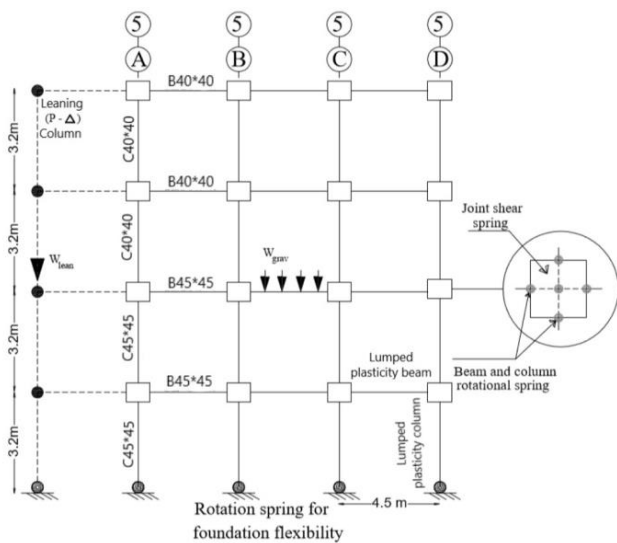 5 5 5 5
A B C D
B40*40
Leaning
(P - Δ)
Column
3.2m
C40*40
B40*40
3.2m
C40*40
Joint shear
spring
W_lean
W_grav
B45*45
3.2m
C45*45
Lumped
plasticity beam
Beam and column
rotational spring
B45*45
3.2m
C45*45
Lumped
plasticity column
Rotation spring for
foundation flexibility
4.5 m